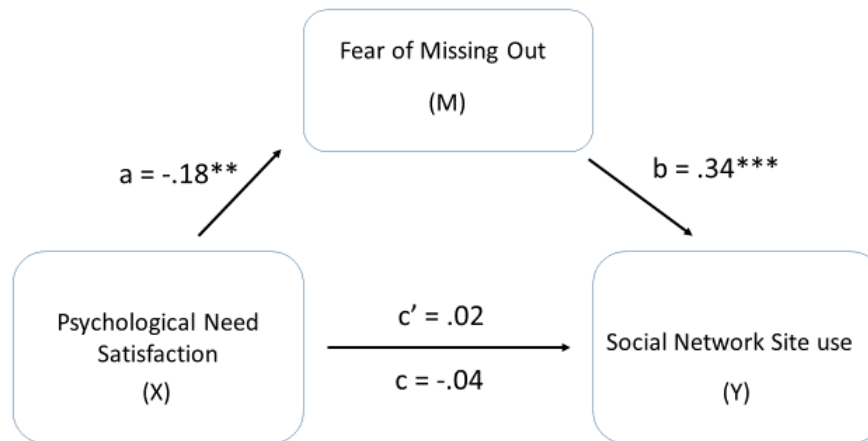 Fear of Missing Out
(M)
a = -.18**
b = .34***
Psychological Need
Satisfaction
(X)
c’ = .02
c = -.04
Social Network Site use
(Y)